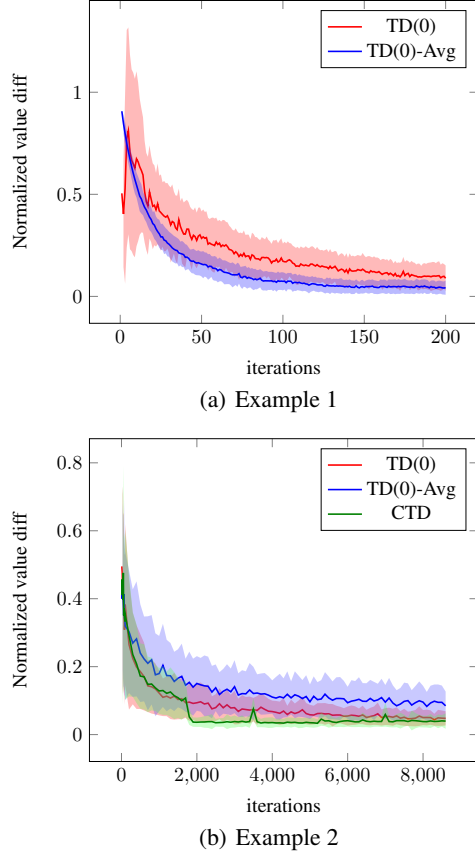 TD(0)
TD(0)-Avg
1
0.5
0
Normalized value diff
0 50 100 150 200
iterations
(a) Example 1
TD(0)
TD(0)-Avg
CTD
0.8
0.6
0.4
0.2
0
Normalized value diff
0 2,000 4,000 6,000 8,000
iterations
(b) Example 2